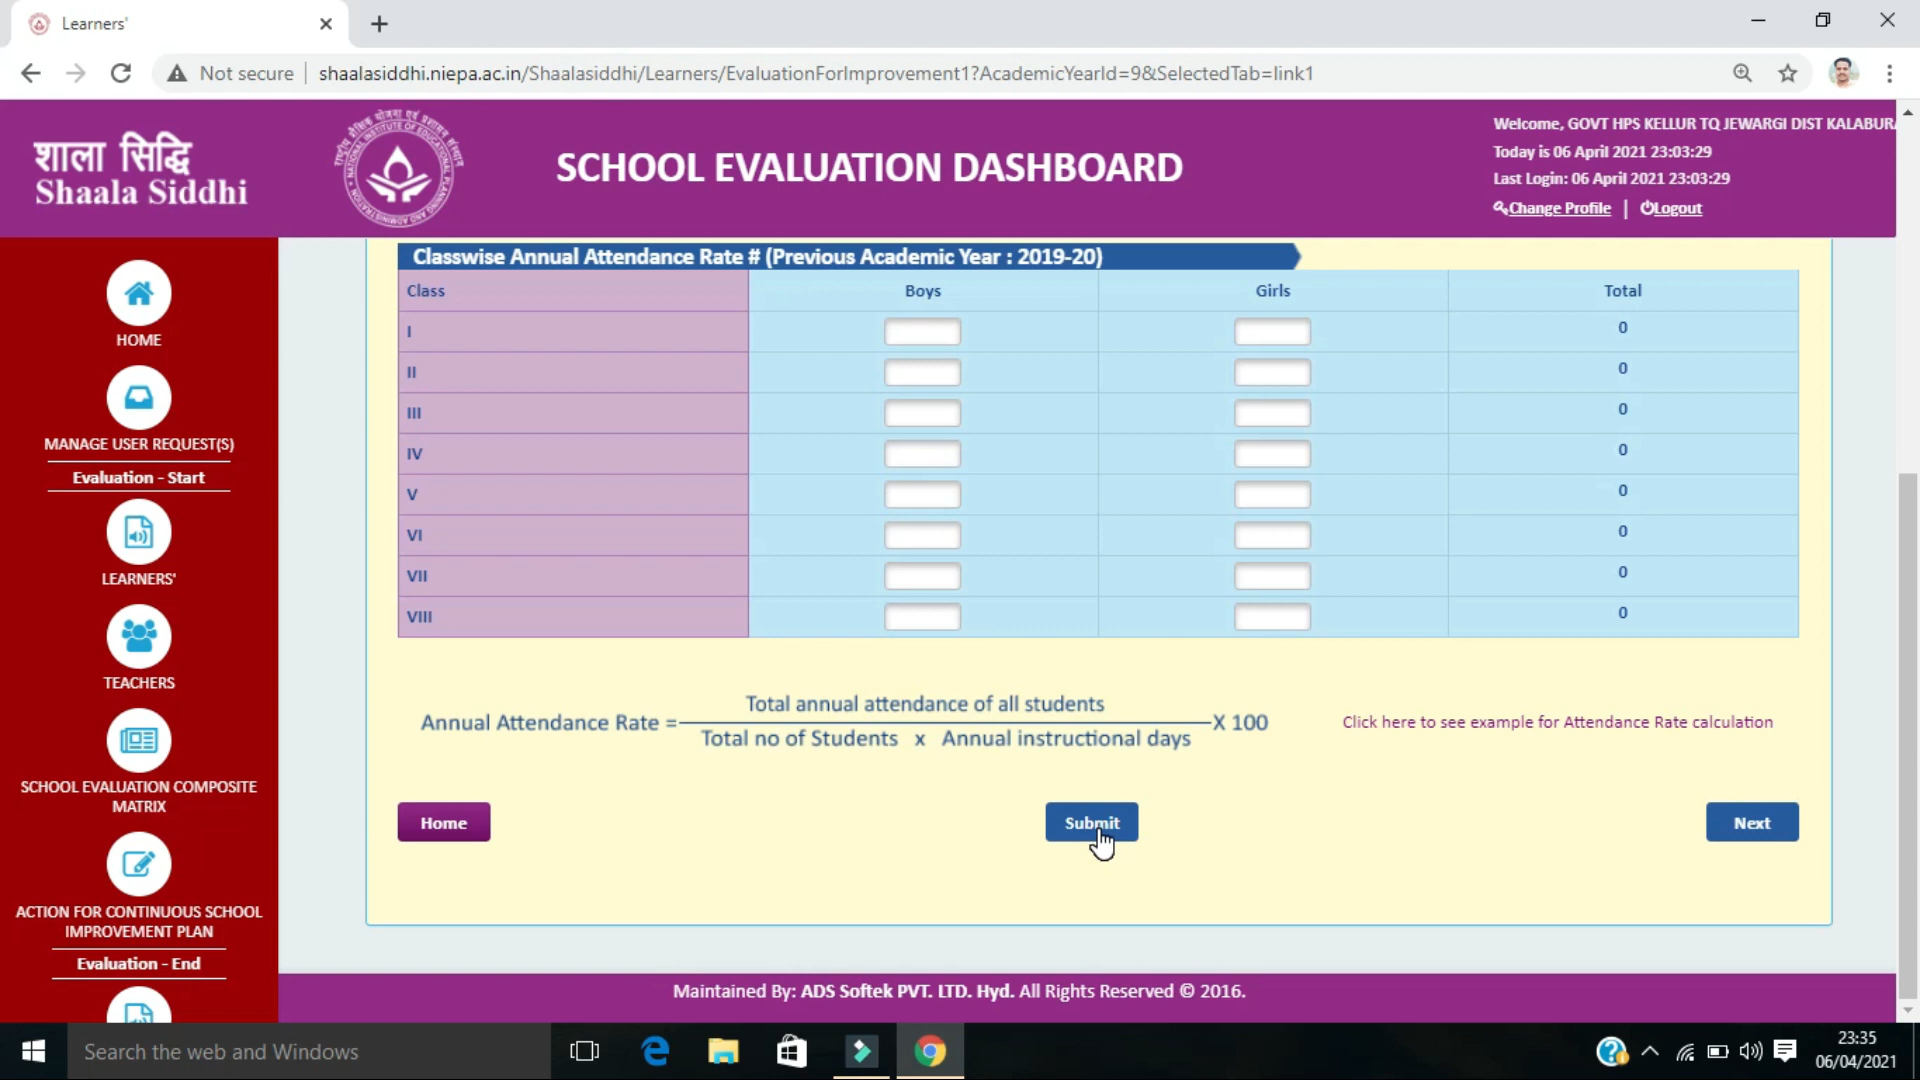 Learners'
Not secure
shaalasiddhi.niepa.ac.in/Shaalasiddhi/Learners/EvaluationForImprovement1?AcademicYearId=9&SelectedTab=link1
शाला सिद्धि
Shaala Siddhi
SCHOOL EVALUATION DASHBOARD
Welcome, GOVT HPS KELLUR TQ JEWARGI DIST KALABUR
Today is 06 April 2021 23:03:29
Last Login: 06 April 2021 23:03:29
Change Profile | Logout
HOME
MANAGE USER REQUEST(S)
Evaluation - Start
LEARNERS'
TEACHERS
SCHOOL EVALUATION COMPOSITE
MATRIX
ACTION FOR CONTINUOUS SCHOOL
IMPROVEMENT PLAN
Evaluation - End
Classwise Annual Attendance Rate # (Previous Academic Year : 2019-20)
Class Boys Girls Total
I 0
II 0
III 0
IV 0
V 0
VI 0
VII 0
VIII 0
Total annual attendance of all students
Annual Attendance Rate = X 100
Total no of Students x Annual instructional days
Click here to see example for Attendance Rate calculation
Home Submit Next
Maintained By: ADS Softek PVT. LTD. Hyd. All Rights Reserved © 2016.
Search the web and Windows
23:35
06/04/2021